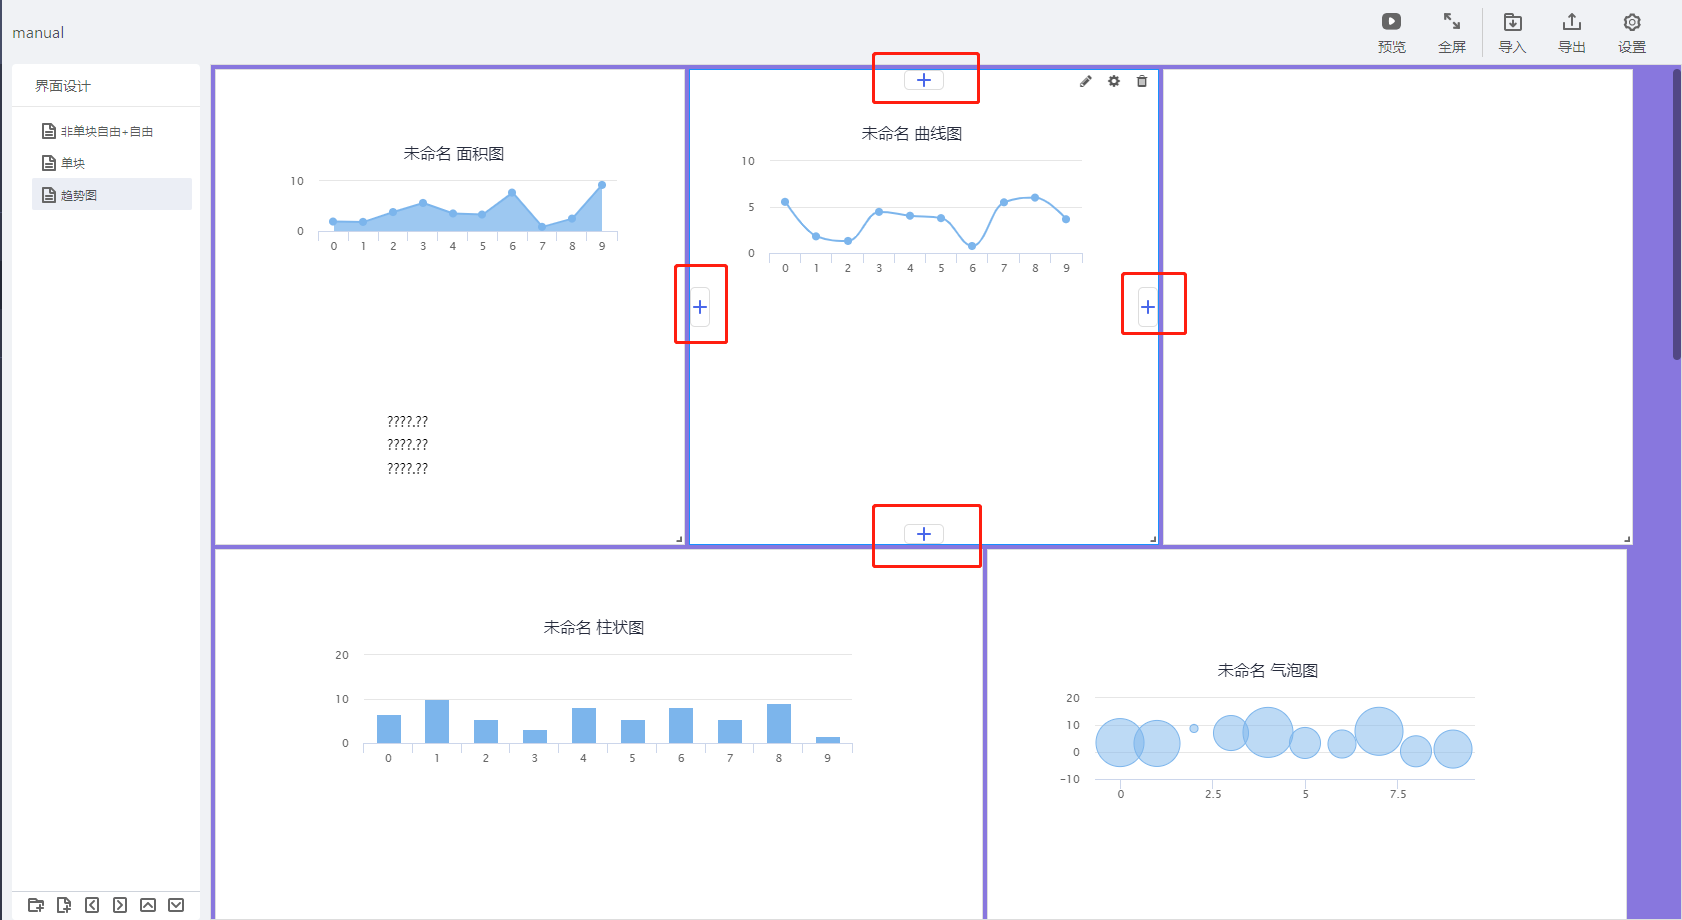 manual
预览
全屏
导入
导出
设置
界面设计
非单块自由+自由
单块
趋势图
未命名 面积图
10
0
0 1 2 3 4 5 6 7 8 9
????.??
????.??
????.??
未命名 曲线图
10
5
0
0 1 2 3 4 5 6 7 8 9
未命名 柱状图
20
10
0
0 1 2 3 4 5 6 7 8 9
未命名 气泡图
20
10
0
-10
0 2.5 5 7.5